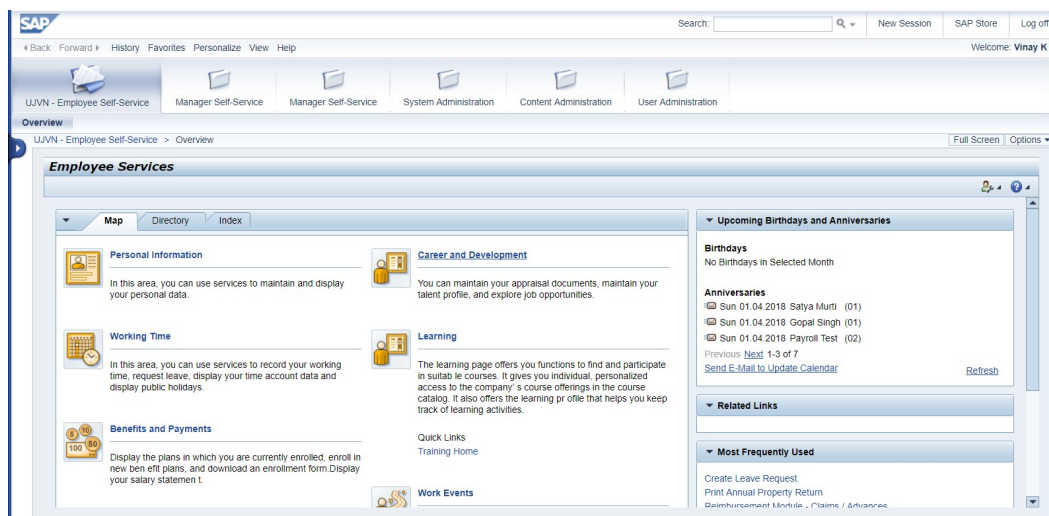 SAP
Search:
New Session
SAP Store
Log off
Back Forward History Favorites Personalize View Help
Welcome: Vinay K
UJVN - Employee Self-Service
Manager Self-Service
Manager Self-Service
System Administration
Content Administration
User Administration
Overview
UJVN - Employee Self-Service > Overview
Full Screen
Options
Employee Services
Map
Directory
Index
Personal Information
In this area, you can use services to maintain and display
your personal data.
Working Time
In this area, you can use services to record your working
time, request leave, display your time account data and
display public holidays.
Benefits and Payments
5 10
100 50
Display the plans in which you are currently enrolled, enroll in
new ben efit plans, and download an enrollment form.Display
your salary statemen t.
Career and Development
You can maintain your appraisal documents, maintain your
talent profile, and explore job opportunities.
Learning
The learning page offers you functions to find and participate
in suitab le courses. It gives you individual, personalized
access to the company' s course offerings in the course
catalog. It also offers the learning pr ofile that helps you keep
track of learning activities.
Quick Links
Training Home
Work Events
Upcoming Birthdays and Anniversaries
Birthdays
No Birthdays in Selected Month
Anniversaries
Sun 01.04.2018 Satya Murti (01)
Sun 01.04.2018 Gopal Singh (01)
Sun 01.04.2018 Payroll Test (02)
Previous Next 1-3 of 7
Send E-Mail to Update Calendar
Refresh
Related Links
Most Frequently Used
Create Leave Request
Print Annual Property Return
Reimbursement Module - Claims / Advances